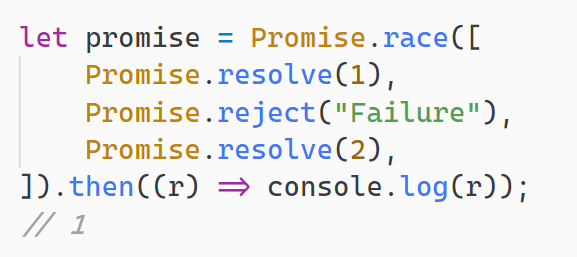 let promise = Promise.race([
    Promise.resolve(1),
    Promise.reject("Failure"),
    Promise.resolve(2),
]).then((r) => console.log(r));
// 1